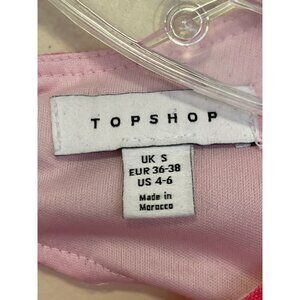 TOPSHOP
UK S
EUR 36-38
US 4-6
Made in
Morocco